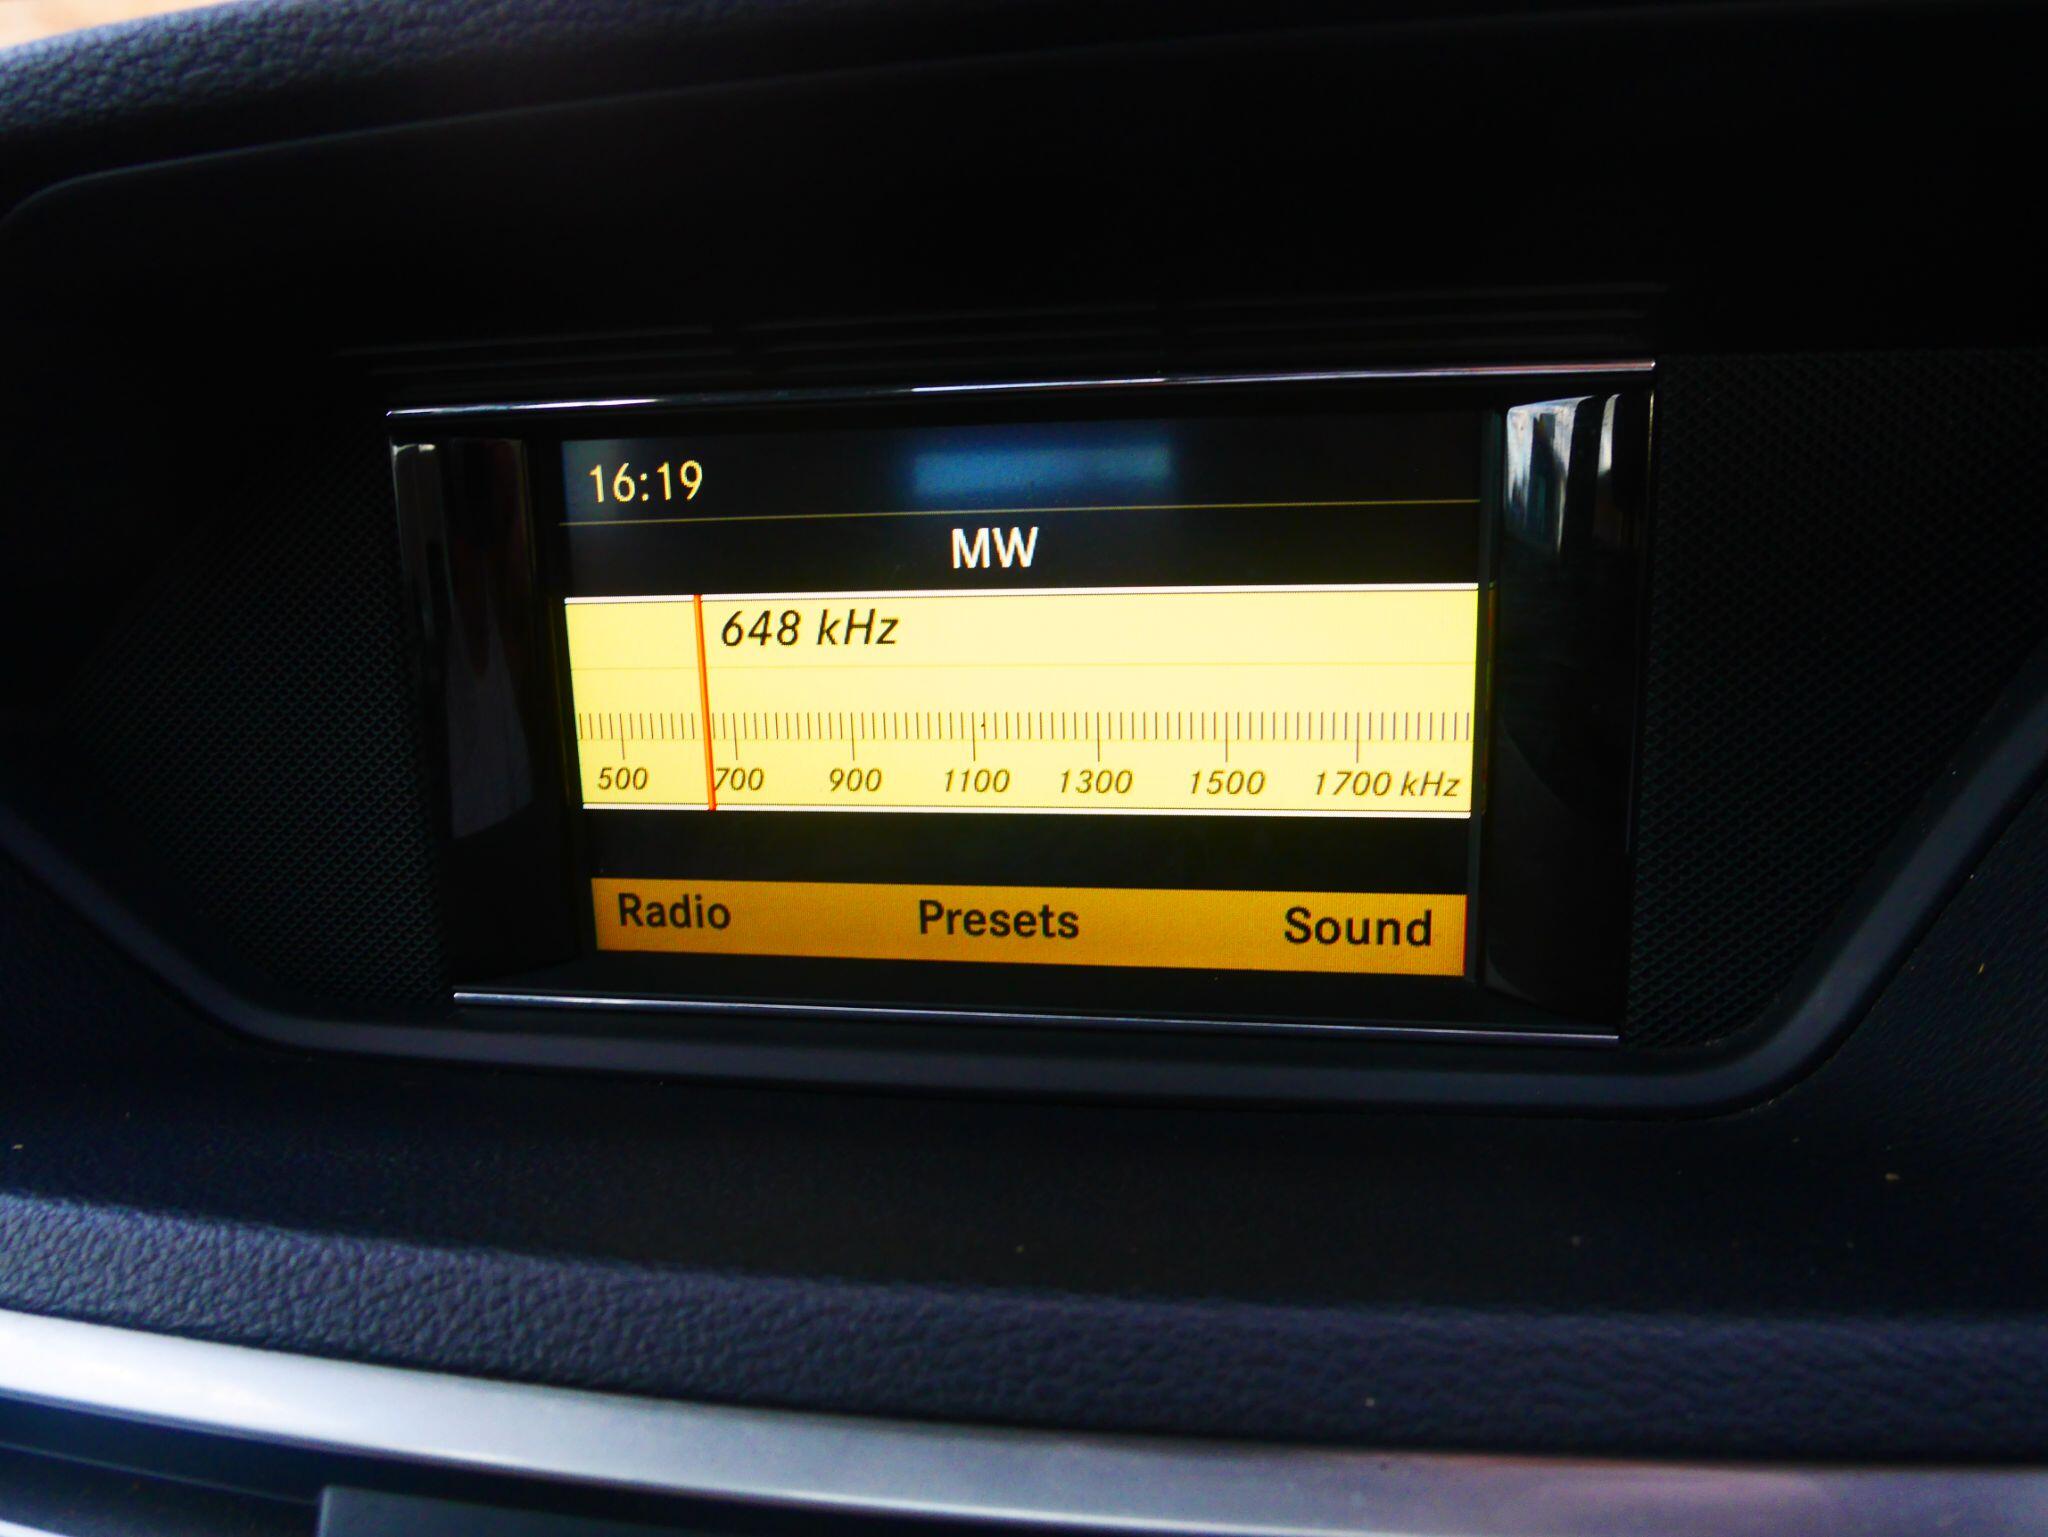 16:19
MW
648 kHz
500 700 900 1100 1300 1500 1700 kHz
Radio Presets Sound